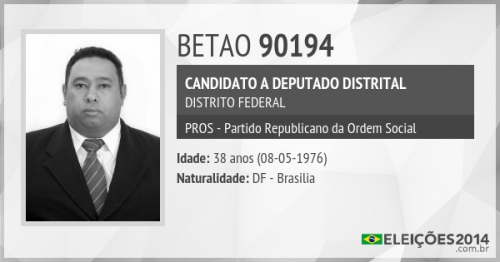 BETAO 90194
CANDIDATO A DEPUTADO DISTRITAL
DISTRITO FEDERAL
PROS - Partido Republicano da Ordem Social
Idade: 38 anos (08-05-1976)
Naturalidade: DF - Brasilia
ELEIÇÕES2014
.com.br